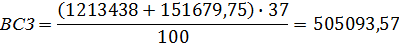 ВСЗ = (1213438 + 151679,75) · 37 / 100 = 505093,57